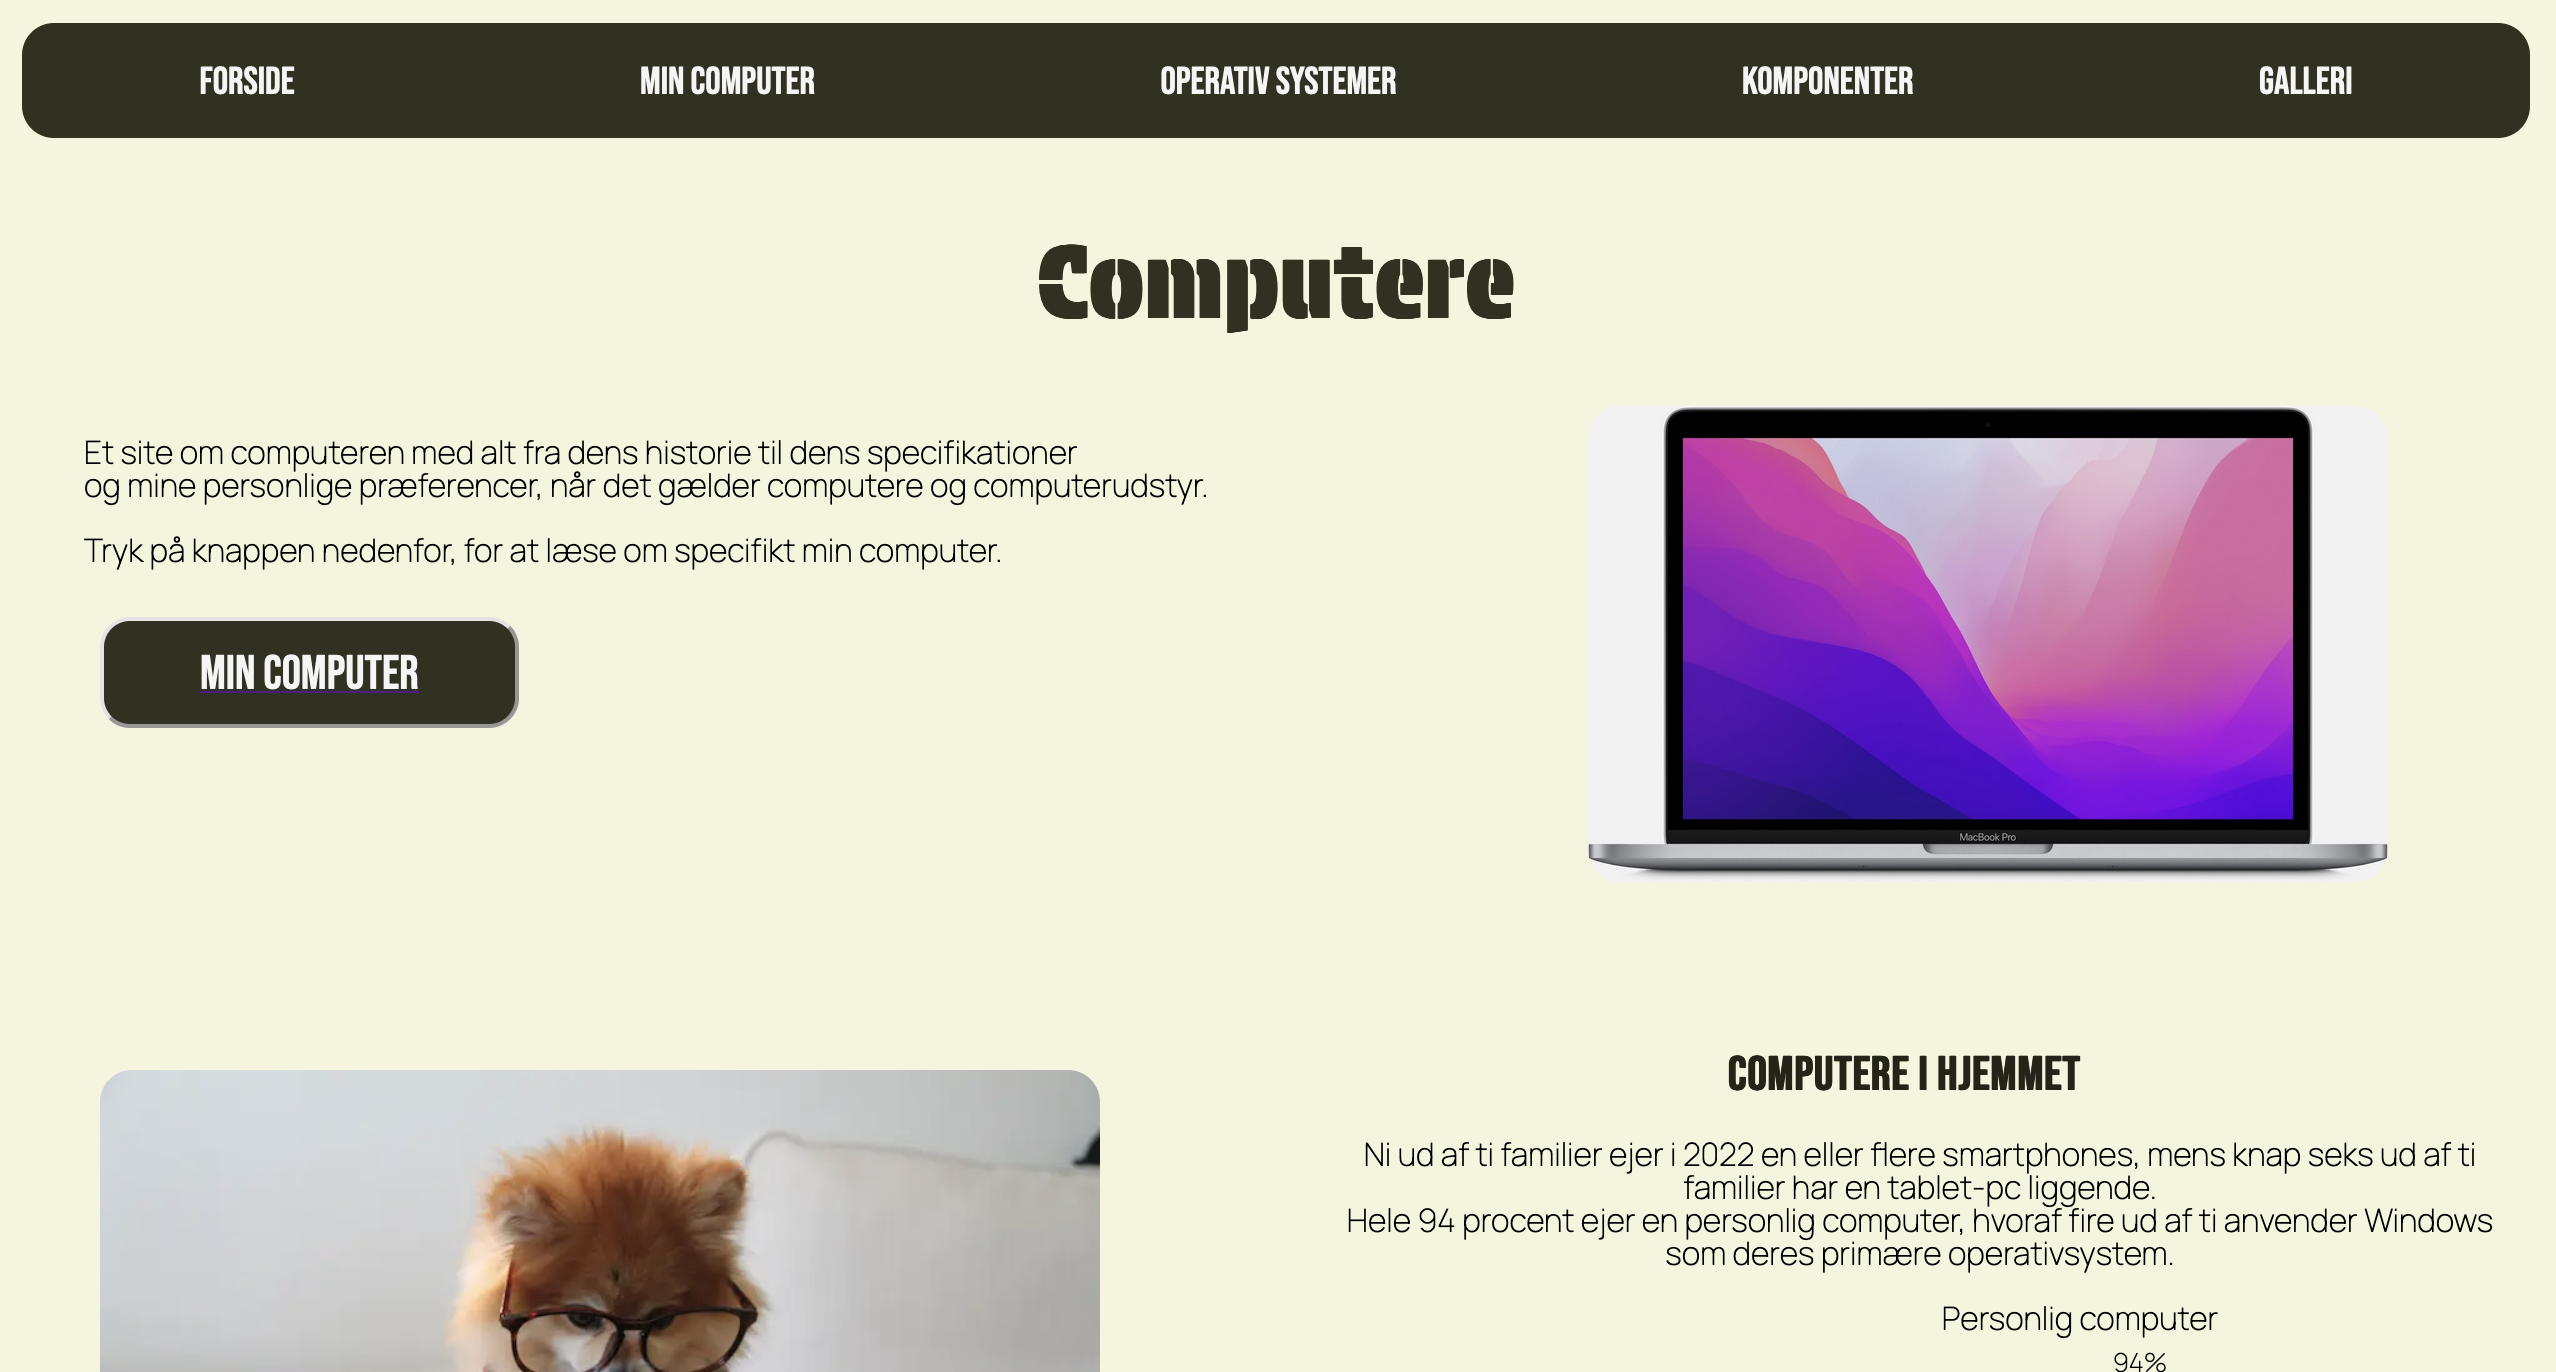 FORSIDE
MIN COMPUTER
OPERATIV SYSTEMER
KOMPONENTER
GALLERI
Computere
Et site om computeren med alt fra dens historie til dens specifikationer
og mine personlige præferencer, når det gælder computere og computerudstyr.
Tryk på knappen nedenfor, for at læse om specifikt min computer.
MIN COMPUTER
MacBook Pro
COMPUTERE I HJEMMET
Ni ud af ti familier ejer i 2022 en eller flere smartphones, mens knap seks ud af ti
familier har en tablet-pc liggende.
Hele 94 procent ejer en personlig computer, hvoraf fire ud af ti anvender Windows
som deres primære operativsystem.
Personlig computer
94%